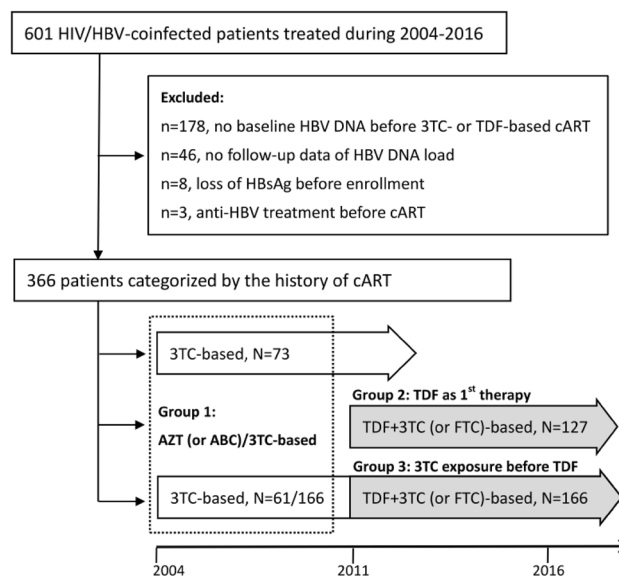 601 HIV/HBV-coinfected patients treated during 2004-2016
Excluded:
n=178, no baseline HBV DNA before 3TC- or TDF-based cART
n=46, no follow-up data of HBV DNA load
n=8, loss of HBsAg before enrollment
n=3, anti-HBV treatment before cART
366 patients categorized by the history of cART
3TC-based, N=73
Group 1:
AZT (or ABC)/3TC-based
Group 2: TDF as 1st therapy
TDF+3TC (or FTC)-based, N=127
Group 3: 3TC exposure before TDF
3TC-based, N=61/166
TDF+3TC (or FTC)-based, N=166
2004
2011
2016